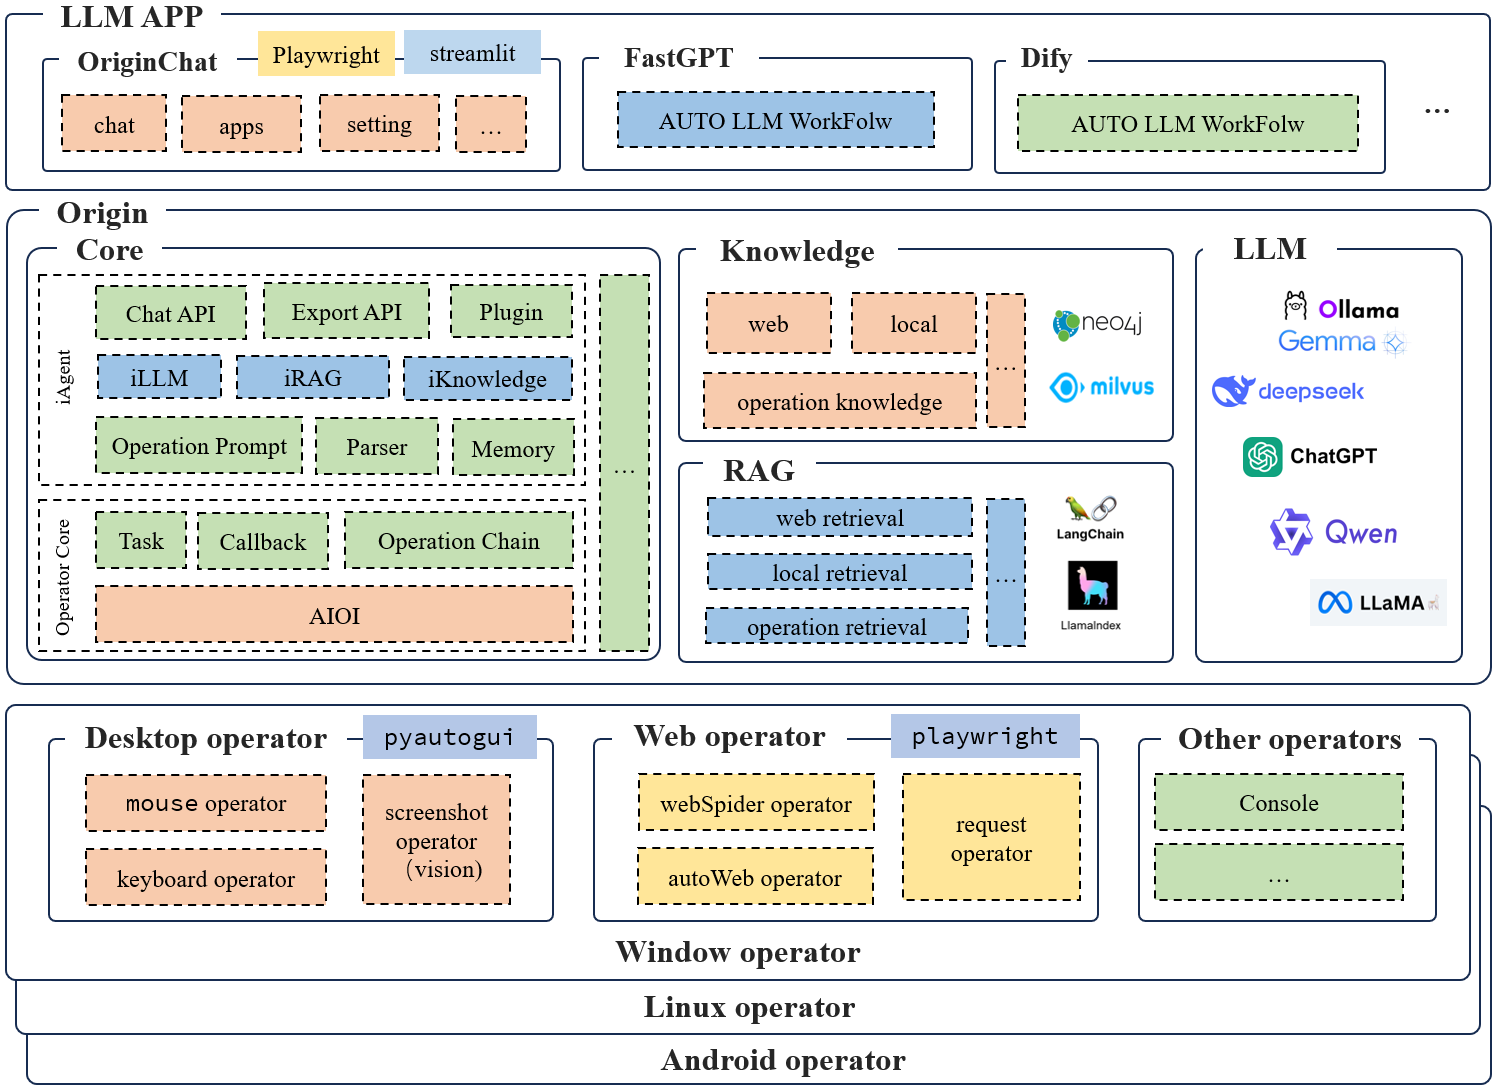 LLM APP
OriginChat
Playwright
streamlit
chat
apps
setting
...
FastGPT
AUTO LLM WorkFolw
Dify
AUTO LLM WorkFolw
...
Origin
Core
iAgent
Chat API
Export API
Plugin
iLLM
iRAG
iKnowledge
Operation Prompt
Parser
Memory
Operator Core
Task
Callback
Operation Chain
AIOI
...
Knowledge
web
local
operation knowledge
...
neo4j
milvus
RAG
web retrieval
local retrieval
operation retrieval
...
LangChain
LlamaIndex
LLM
Ollama
Gemma
deepseek
ChatGPT
Qwen
LLaMA
Desktop operator
pyautogui
mouse operator
keyboard operator
screenshot
operator
(vision)
Web operator
playwright
webSpider operator
autoWeb operator
request
operator
Other operators
Console
...
Window operator
Linux operator
Android operator